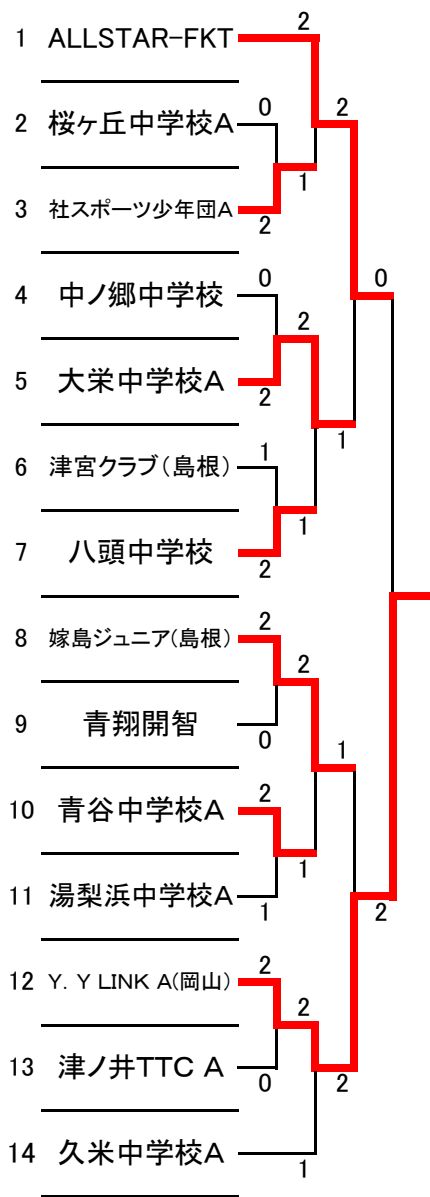 1 ALLSTAR-FKT 2
2 桜ヶ丘中学校A 0 2
3 社スポーツ少年団A 2 1
4 中ノ郷中学校 0 0
5 大栄中学校A 2 2
6 津宮クラブ(島根) 1 1
7 八頭中学校 2 1
8 嫁島ジュニア(島根) 2 2
9 青翔開智 0 1
10 青谷中学校A 2
11 湯梨浜中学校A 1 1 2
12 Y.Y LINK A(岡山) 2 2
13 津ノ井TTC A 0 2
14 久米中学校A 1